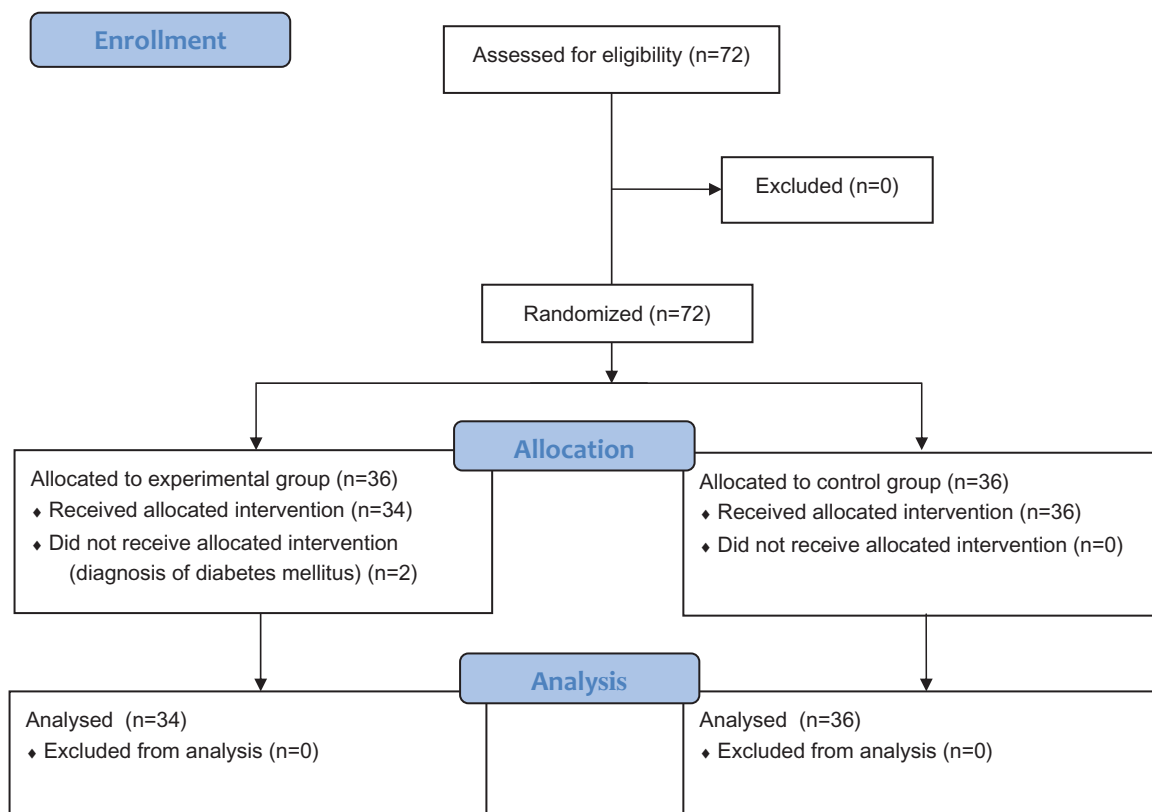 Enrollment
Assessed for eligibility (n=72)
Excluded (n=0)
Randomized (n=72)
Allocation
Allocated to experimental group (n=36)
♦ Received allocated intervention (n=34)
♦ Did not receive allocated intervention
(diagnosis of diabetes mellitus) (n=2)
Allocated to control group (n=36)
♦ Received allocated intervention (n=36)
♦ Did not receive allocated intervention (n=0)
Analysis
Analysed (n=34)
♦ Excluded from analysis (n=0)
Analysed (n=36)
♦ Excluded from analysis (n=0)